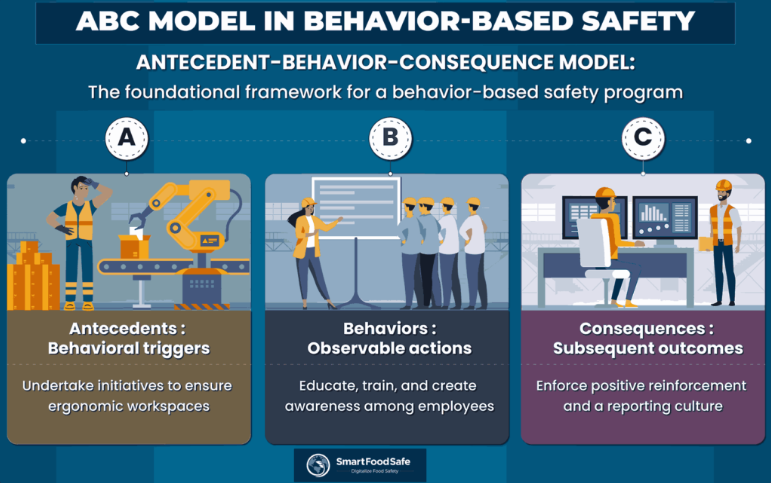 ABC MODEL IN BEHAVIOR-BASED SAFETY
ANTECEDENT-BEHAVIOR-CONSEQUENCE MODEL:
The foundational framework for a behavior-based safety program
A
B
C
Antecedents :
Behavioral triggers
Undertake initiatives to ensure
ergonomic workspaces
Behaviors :
Observable actions
Educate, train, and create
awareness among employees
Consequences :
Subsequent outcomes
Enforce positive reinforcement
and a reporting culture
SmartFoodSafe
Digitalize Food Safety